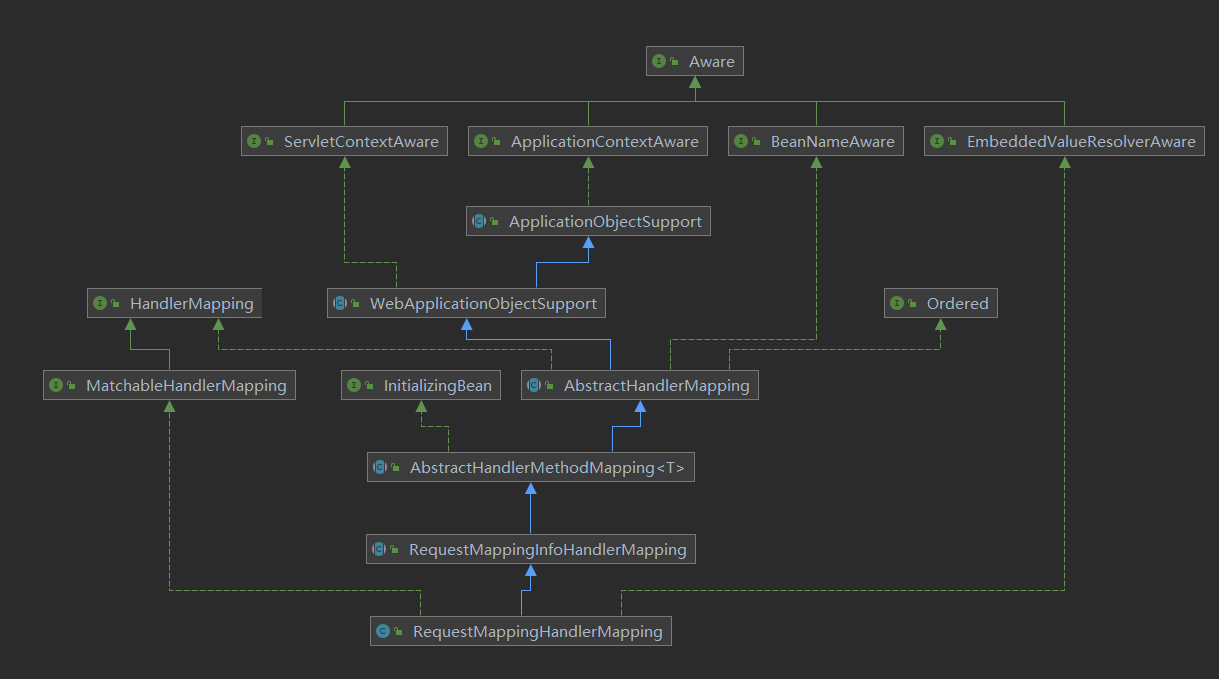 Aware
ServletContextAware
ApplicationContextAware
BeanNameAware
EmbeddedValueResolverAware
ApplicationObjectSupport
HandlerMapping
WebApplicationObjectSupport
Ordered
MatchableHandlerMapping
InitializingBean
AbstractHandlerMapping
AbstractHandlerMethodMapping<T>
RequestMappingInfoHandlerMapping
RequestMappingHandlerMapping